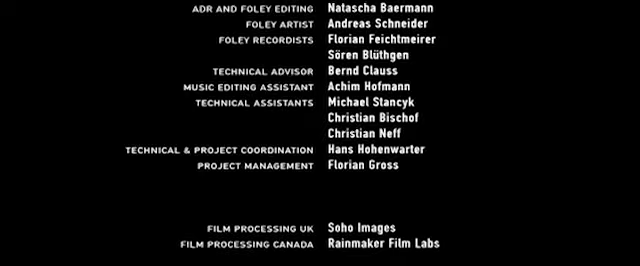 ADR AND FOLEY EDITING Natascha Baermann
FOLEY ARTIST Andreas Schneider
FOLEY RECORDISTS Florian Feichtmeirer
Sören Blüthgen
TECHNICAL ADVISOR Bernd Clauss
MUSIC EDITING ASSISTANT Achim Hofmann
TECHNICAL ASSISTANTS Michael Stancyk
Christian Bischof
Christian Neff
TECHNICAL & PROJECT COORDINATION Hans Hohenwarter
PROJECT MANAGEMENT Florian Gross
FILM PROCESSING UK Soho Images
FILM PROCESSING CANADA Rainmaker Film Labs